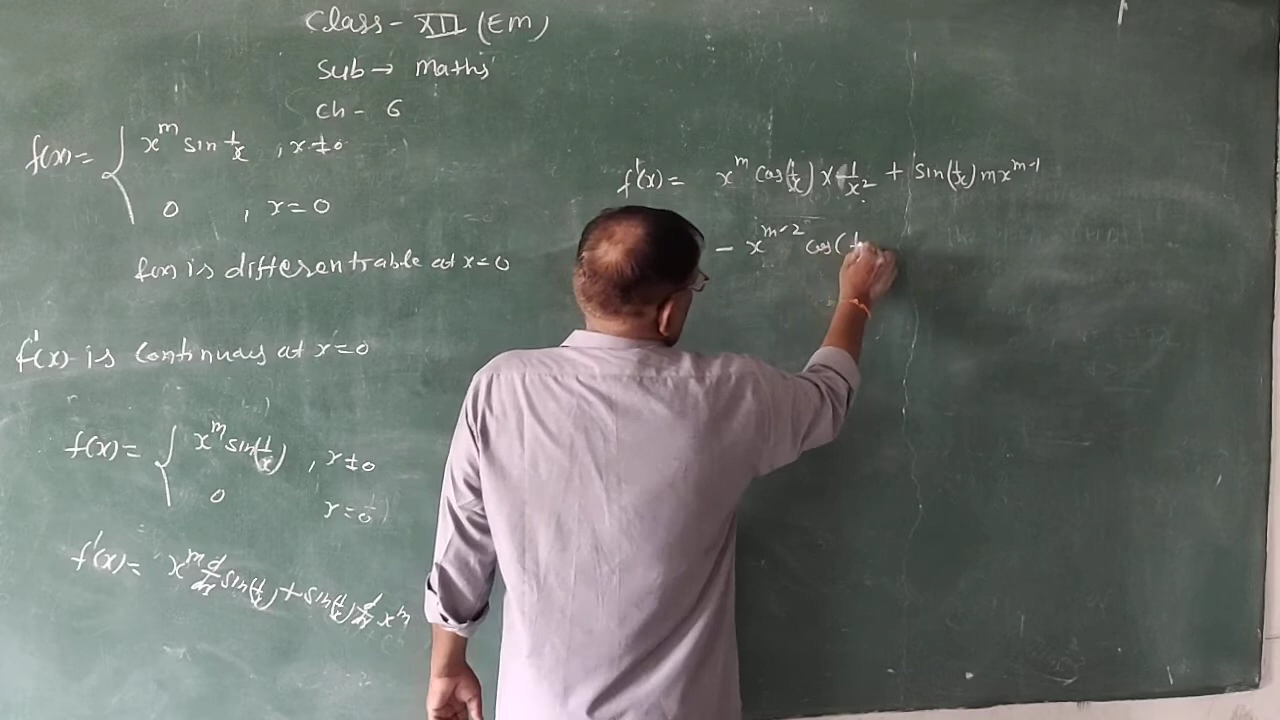 Class - XII (EM)
Sub → Maths
Ch - 6
f(x) = { x^m sin 1/x , x ≠ 0
0 , x = 0
f(x) is differentiable at x = 0
f'(x) is continuous at x = 0
f(x) = { x^m sin(1/x) , x ≠ 0
0 x = 0
f'(x) = x^m d/dx sin(1/x) + sin(1/x) d/dx x^m
f'(x) = x^m cos(1/x) × -1/x^2 + sin(1/x) m x^{m-1}
- x^{m-2} cos(1